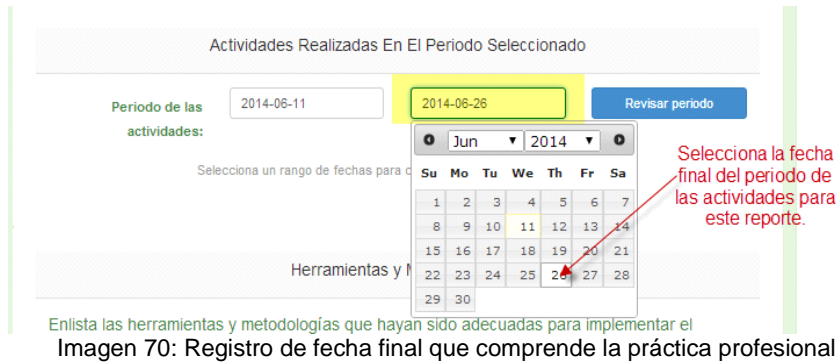 Actividades Realizadas En El Periodo Seleccionado
Periodo de las
actividades:
2014-06-11
2014-06-26
Revisar periodo
Selecciona un rango de fechas para c
Jun 2014
Su Mo Tu We Th Fr Sa
1 2 3 4 5 6 7
8 9 10 11 12 13 14
15 16 17 18 19 20 21
22 23 24 25 26 27 28
29 30
Selecciona la fecha
final del periodo de
las actividades para
este reporte.
Herramientas y M
Enlista las herramientas y metodologías que hayan sido adecuadas para implementar el
Imagen 70: Registro de fecha final que comprende la práctica profesional